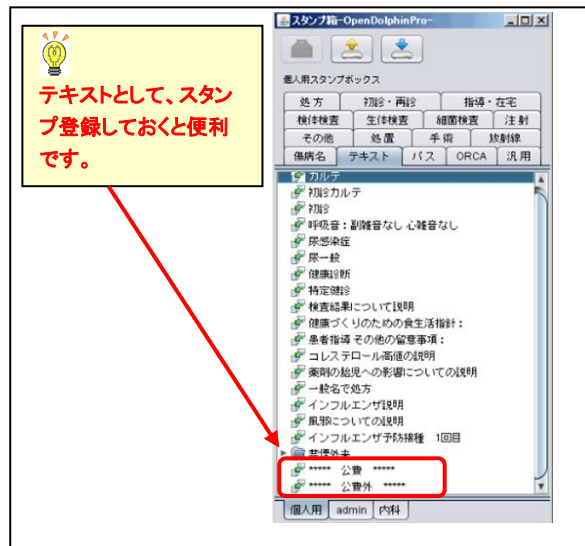 テキストとして、スタン
プ登録しておくと便利
です。
スタンプ箱-OpenDolphinPro-
個人用スタンプボックス
処方 初診・再診 指導・在宅
検体検査 生体検査 細菌検査 注射
その他 処置 手術 放射線
傷病名 テキスト パス ORCA 汎用
カルテ
初診カルテ
初診
呼吸音：副雑音なし 心雑音なし
尿感染症
尿一般
健康診断
特定健診
検査結果について説明
健康づくりのための食生活指針：
患者指導 その他の留意事項：
コレステロール高値の説明
薬剤の胎児への影響についての説明
一般名で処方
インフルエンザ説明
風邪についての説明
インフルエンザ予防接種 1回目
禁煙外来
***** 公費 *****
***** 公費外 *****
個人用 admin 内科